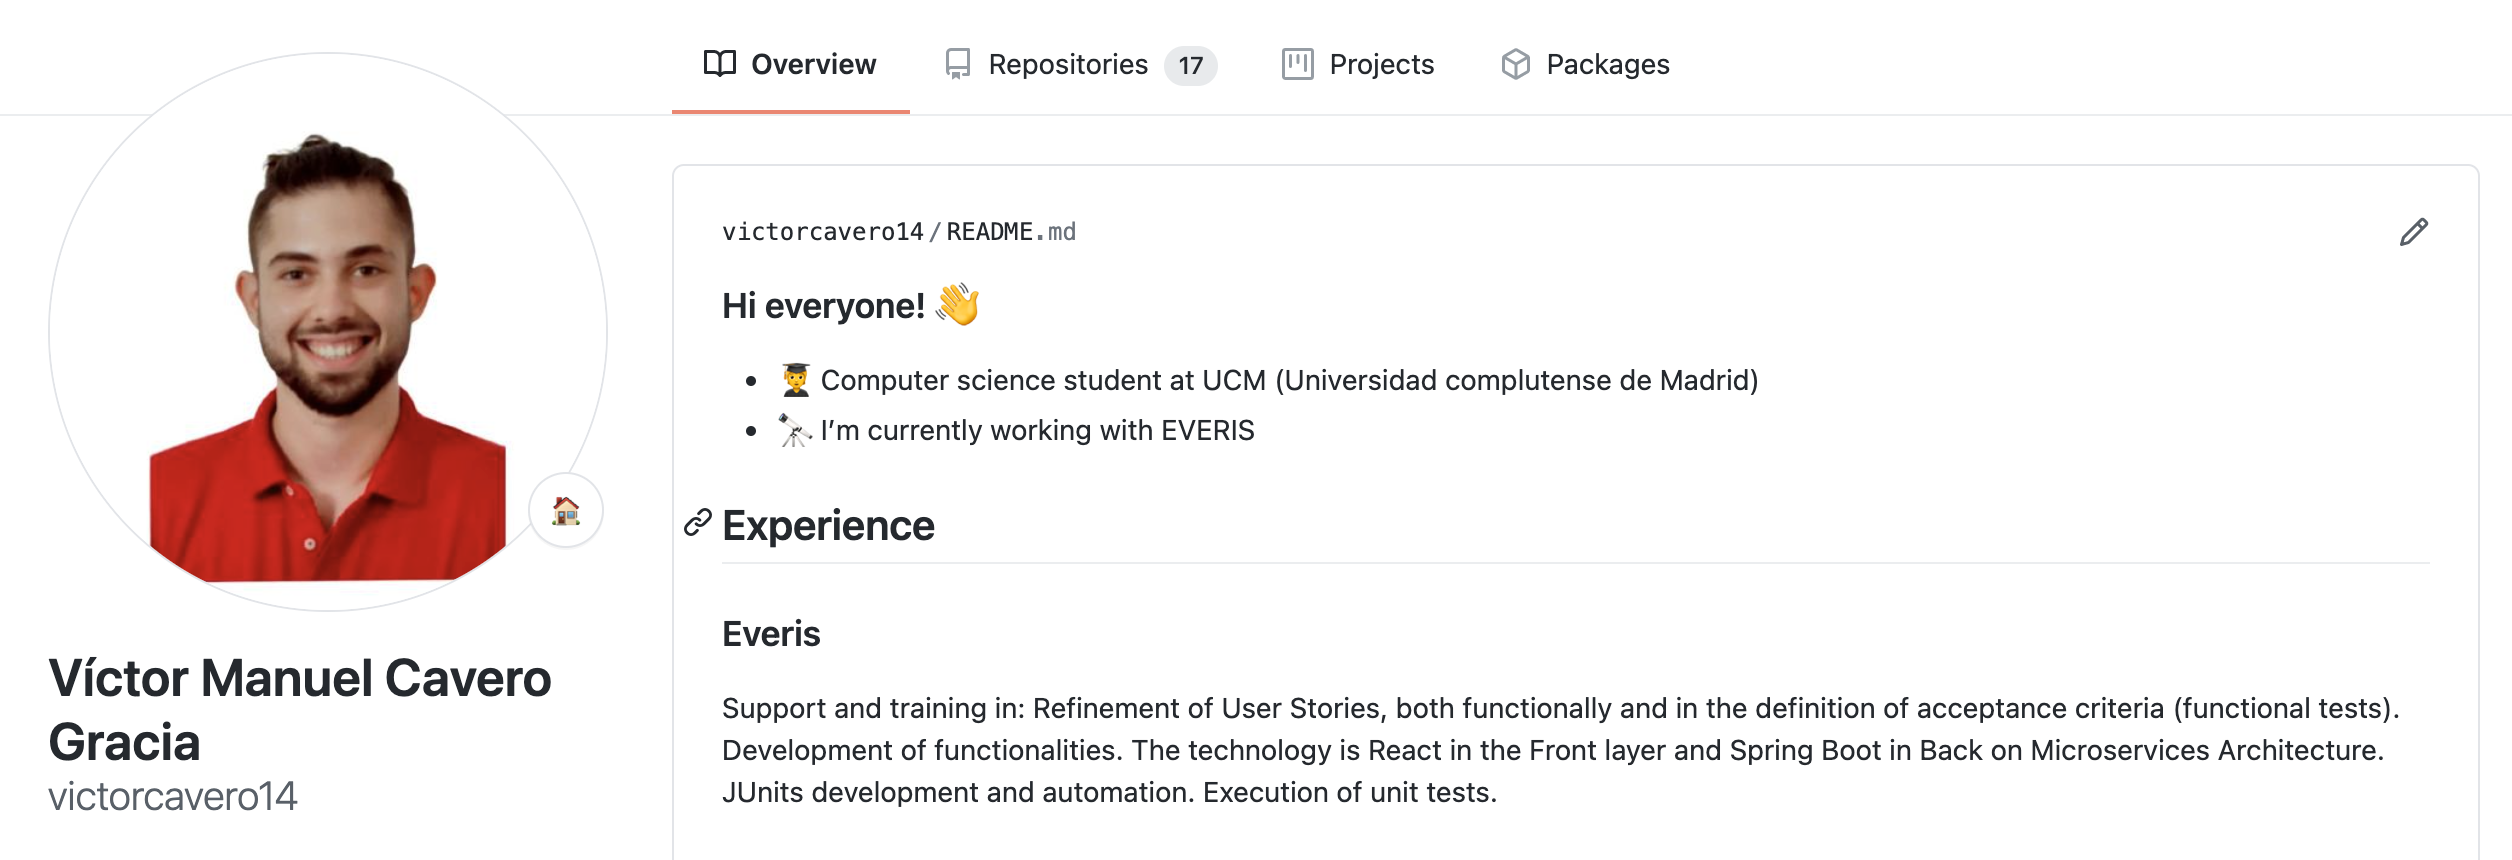 Overview Repositories 17 Projects Packages
victorcavero14/README.md
Hi everyone! 👋
• 👨‍🎓 Computer science student at UCM (Universidad complutense de Madrid)
• 🔭 I’m currently working with EVERIS
Experience
Everis
Support and training in: Refinement of User Stories, both functionally and in the definition of acceptance criteria (functional tests).
Development of functionalities. The technology is React in the Front layer and Spring Boot in Back on Microservices Architecture.
JUnits development and automation. Execution of unit tests.
Víctor Manuel Cavero
Gracia
victorcavero14